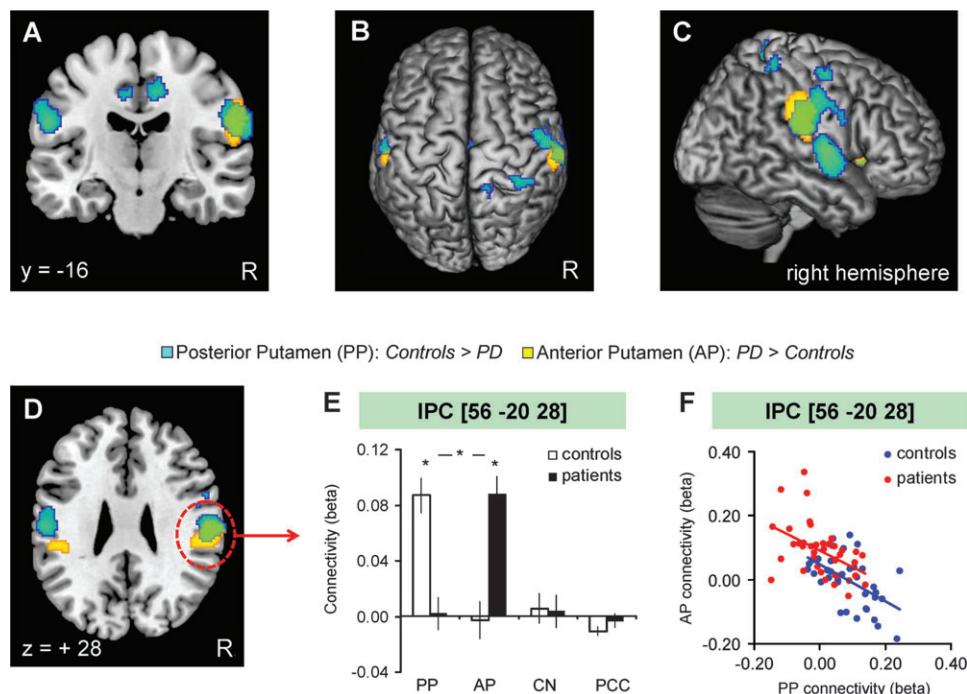 A
B
C
y = -16
R
R
right hemisphere
Posterior Putamen (PP): Controls > PD
Anterior Putamen (AP): PD > Controls
D
z = + 28
R
E
IPC [56 -20 28]
controls
patients
Connectivity (beta)
0.12
0.08
0.04
0.00
-0.04
* — * — *
PP AP CN PCC
F
IPC [56 -20 28]
controls
patients
AP connectivity (beta)
0.40
0.20
0.00
-0.20
-0.20 0.00 0.20 0.40
PP connectivity (beta)